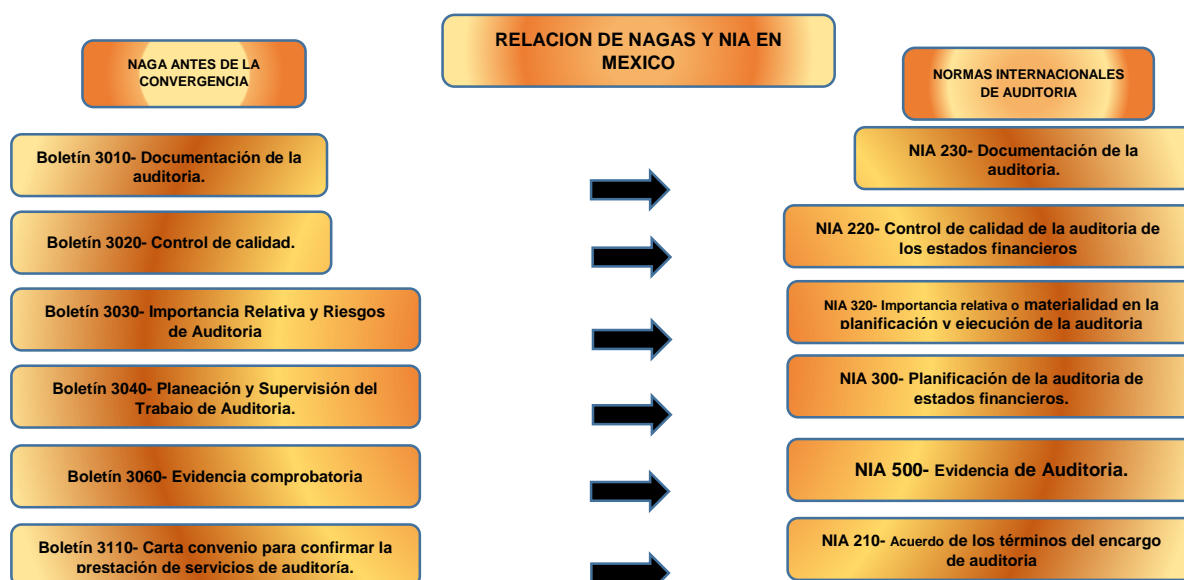 RELACION DE NAGAS Y NIA EN
MEXICO
NAGA ANTES DE LA
CONVERGENCIA
NORMAS INTERNACIONALES
DE AUDITORIA
Boletín 3010- Documentación de la
auditoria.
NIA 230- Documentación de la
auditoria.
Boletín 3020- Control de calidad.
NIA 220- Control de calidad de la auditoria de
los estados financieros
Boletín 3030- Importancia Relativa y Riesgos
de Auditoria
NIA 320- Importancia relativa o materialidad en la
planificación y ejecución de la auditoria
Boletín 3040- Planeación y Supervisión del
Trabajo de Auditoria.
NIA 300- Planificación de la auditoria de
estados financieros.
Boletín 3060- Evidencia comprobatoria
NIA 500- Evidencia de Auditoria.
Boletín 3110- Carta convenio para confirmar la
prestación de servicios de auditoría.
NIA 210- Acuerdo de los términos del encargo
de auditoria